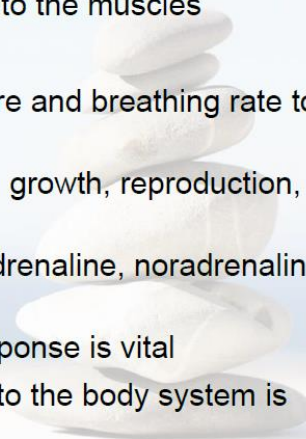 to the muscles
re and breathing rate to
growth, reproduction,
drenaline, noradrenalin
ponse is vital
to the body system is